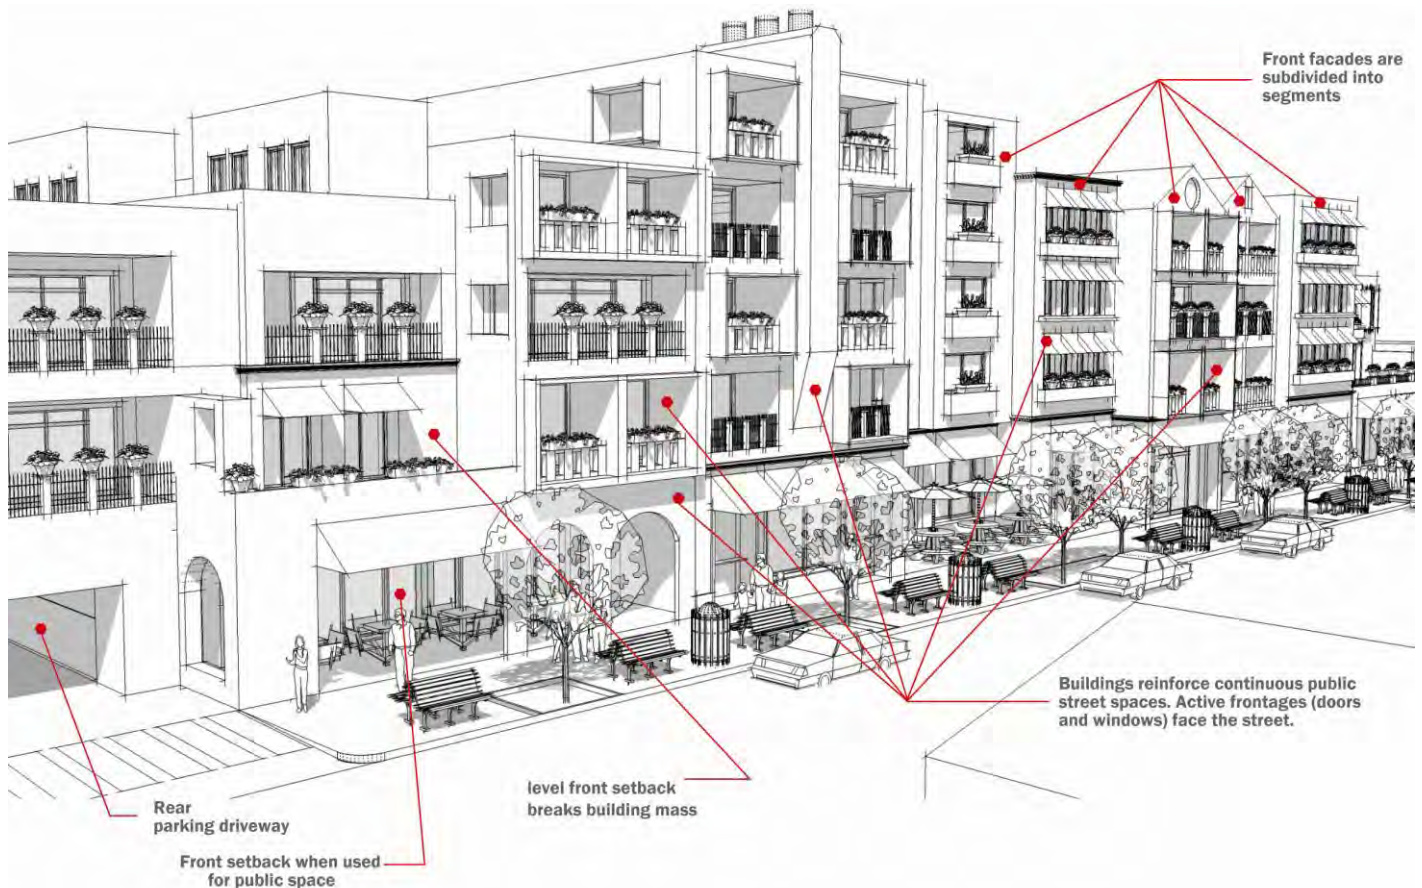 Front facades are
subdivided into
segments
Buildings reinforce continuous public
street spaces. Active frontages (doors
and windows) face the street.
level front setback
breaks building mass
Rear
parking driveway
Front setback when used
for public space